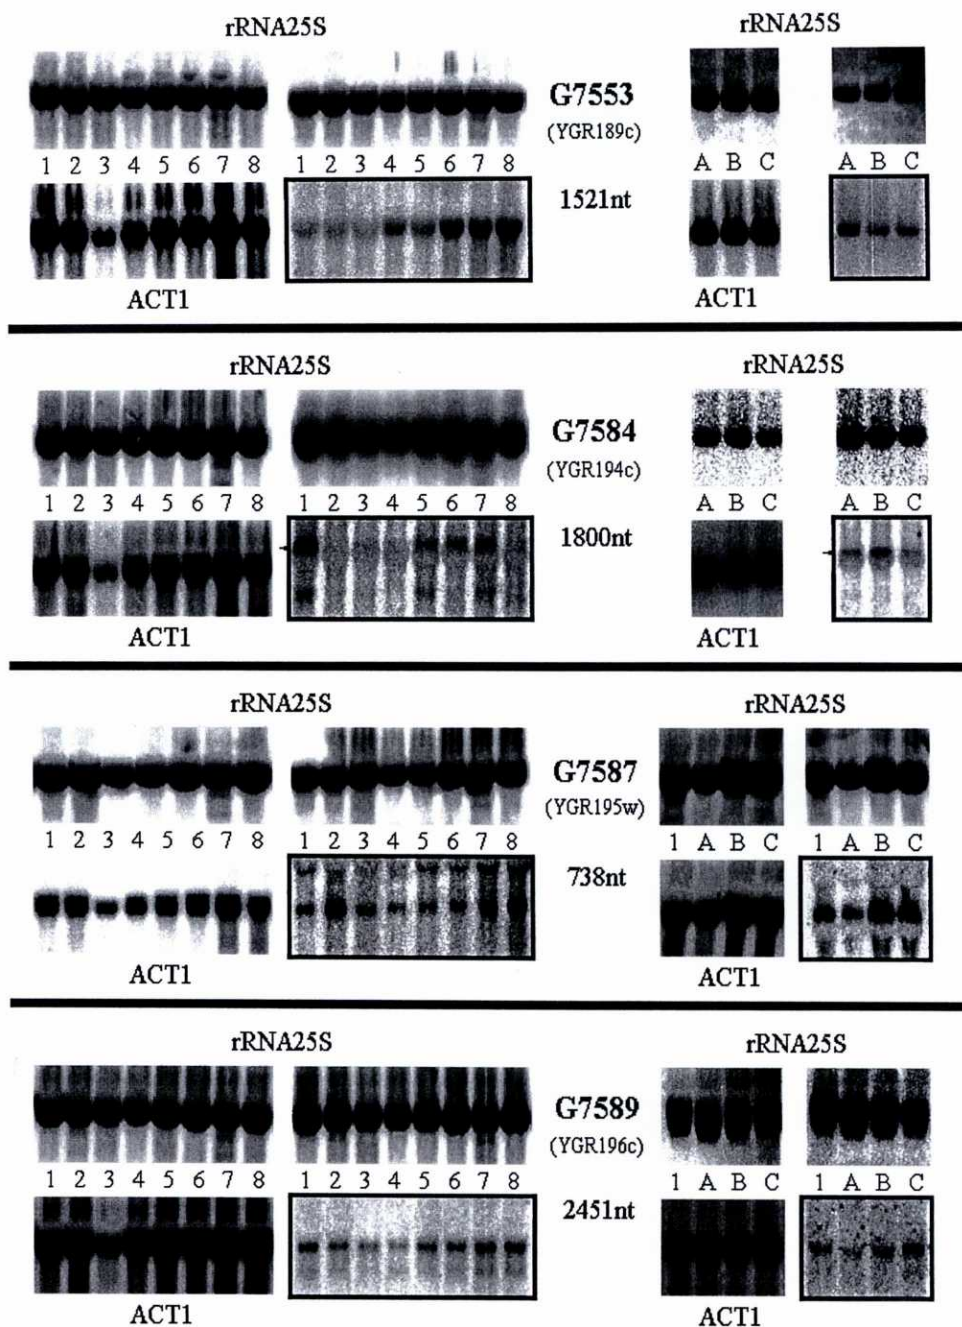 rRNA25S rRNA25S
G7553
(YGR189c)
1 2 3 4 5 6 7 8 1 2 3 4 5 6 7 8 A B C A B C
1521nt
ACT1 ACT1
rRNA25S rRNA25S
G7584
(YGR194c)
1 2 3 4 5 6 7 8 1 2 3 4 5 6 7 8 A B C A B C
1800nt
ACT1 ACT1
rRNA25S rRNA25S
G7587
(YGR195w)
1 2 3 4 5 6 7 8 1 2 3 4 5 6 7 8 1 A B C 1 A B C
738nt
ACT1 ACT1
rRNA25S rRNA25S
G7589
(YGR196c)
1 2 3 4 5 6 7 8 1 2 3 4 5 6 7 8 1 A B C 1 A B C
2451nt
ACT1 ACT1